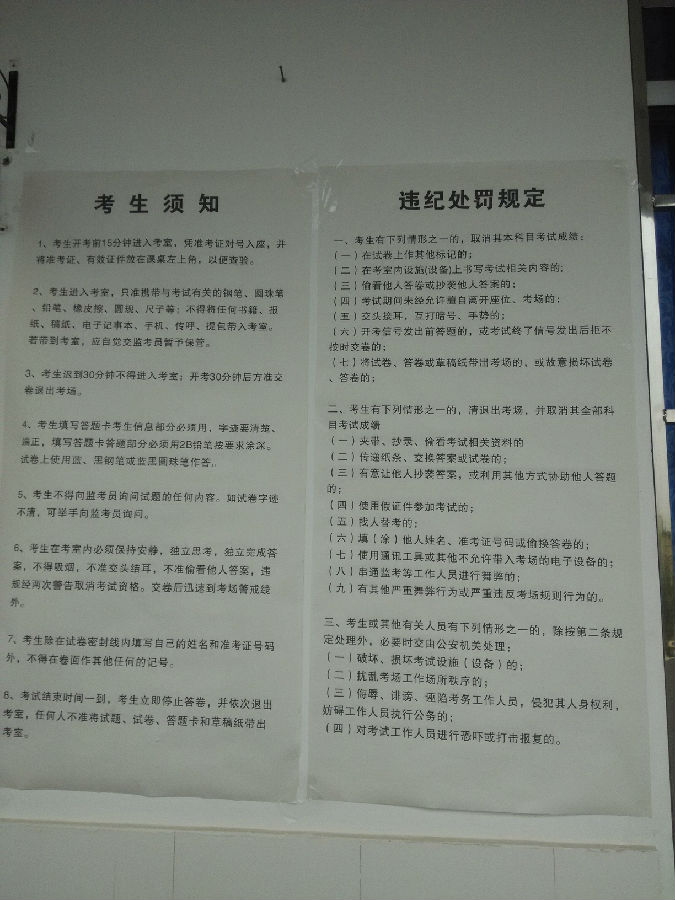 考生须知
1、考生开考前15分钟进入考室，凭准考证对号入座，并
将准考证、有效证件放在课桌左上角，以便查验。
2、考生进入考室，只准携带与考试有关的钢笔、圆珠笔
、铅笔、橡皮擦、圆规、尺子等；不得将任何书籍、报
纸、稿纸、电子记事本、手机、传呼、提包带入考室。
若带到考室，应自觉交监考员暂予保管。
3、考生迟到30分钟不得进入考室；开考30分钟后方准交
卷退出考场。
4、考生填写答题卡考生信息部分必须用，字迹要清楚、
端正，填写答题卡答题部分必须用2B铅笔按要求涂深。
试卷上使用蓝、黑钢笔或蓝黑圆珠笔作答。
5、考生不得向监考员询问试题的任何内容。如试卷字迹
不清，可举手向监考员询问。
6、考生在考室内必须保持安静，独立思考，独立完成答
案，不得吸烟，不准交头结耳，不准偷看他人答案，违
规经两次警告取消考试资格。交卷后迅速到考场警戒线
外。
7、考生除在试卷密封线内填写自己的姓名和准考证号码
外，不得在卷面作其他任何的记号。
8、考试结束时间一到，考生立即停止答卷，并依次退出
考室，任何人不准将试题、试卷、答题卡和草稿纸带出
考室。
违纪处罚规定
一、考生有下列情形之一的，取消其本科目考试成绩：
（一）在试卷上作其他标记的；
（二）在考室内设施(设备)上书写考试相关内容的；
（三）偷看他人答卷或抄袭他人答案的；
（四）考试期间未经允许擅自离开座位、考场的；
（五）交头接耳、互打暗号、手势的；
（六）开考信号发出前答题的，或考试终了信号发出后拒不
按时交卷的；
（七）将试卷、答卷或草稿纸带出考场的、或故意损坏试卷
、答卷的；
二、考生有下列情形之一的，清退出考场，并取消其全部科
目考试成绩
（一）夹带、抄录、偷看考试相关资料的
（二）传递纸条、交换答案或试卷的；
（三）有意让他人抄袭答案，或利用其他方式协助他人答题
的；
（四）使用假证件参加考试的；
（五）找人替考的；
（六）填（涂）他人姓名、准考证号码或偷换答卷的；
（七）使用通讯工具或其他不允许带入考场的电子设备的；
（八）串通监考等工作人员进行舞弊的；
（九）有其他严重舞弊行为或严重违反考场规则行为的。
三、考生或其他有关人员有下列情形之一的，除按第二条规
定处理外，必要时交由公安机关处理；
（一）破坏、损坏考试设施（设备）的；
（二）扰乱考场工作场所秩序的；
（三）侮辱、诽谤、诬陷考务工作人员，侵犯其人身权利，
妨碍工作人员执行公务的；
（四）对考试工作人员进行恐吓或打击报复的。